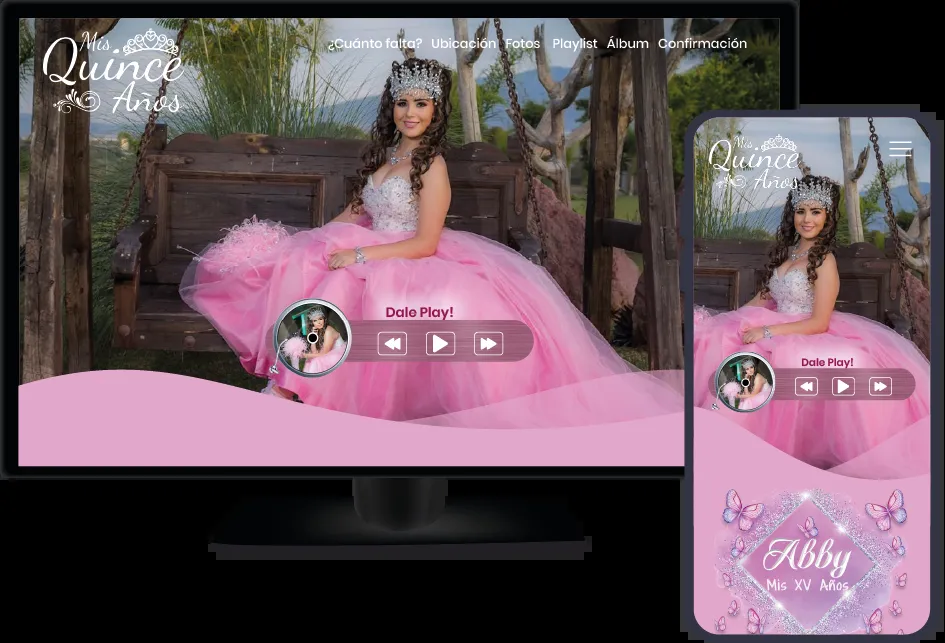 Mis
Quince
Años
¿Cuánto falta? Ubicación Fotos Playlist Álbum Confirmación
Dale Play!
Mis
Quince
Años
Dale Play!
Abby
Mis XV Años